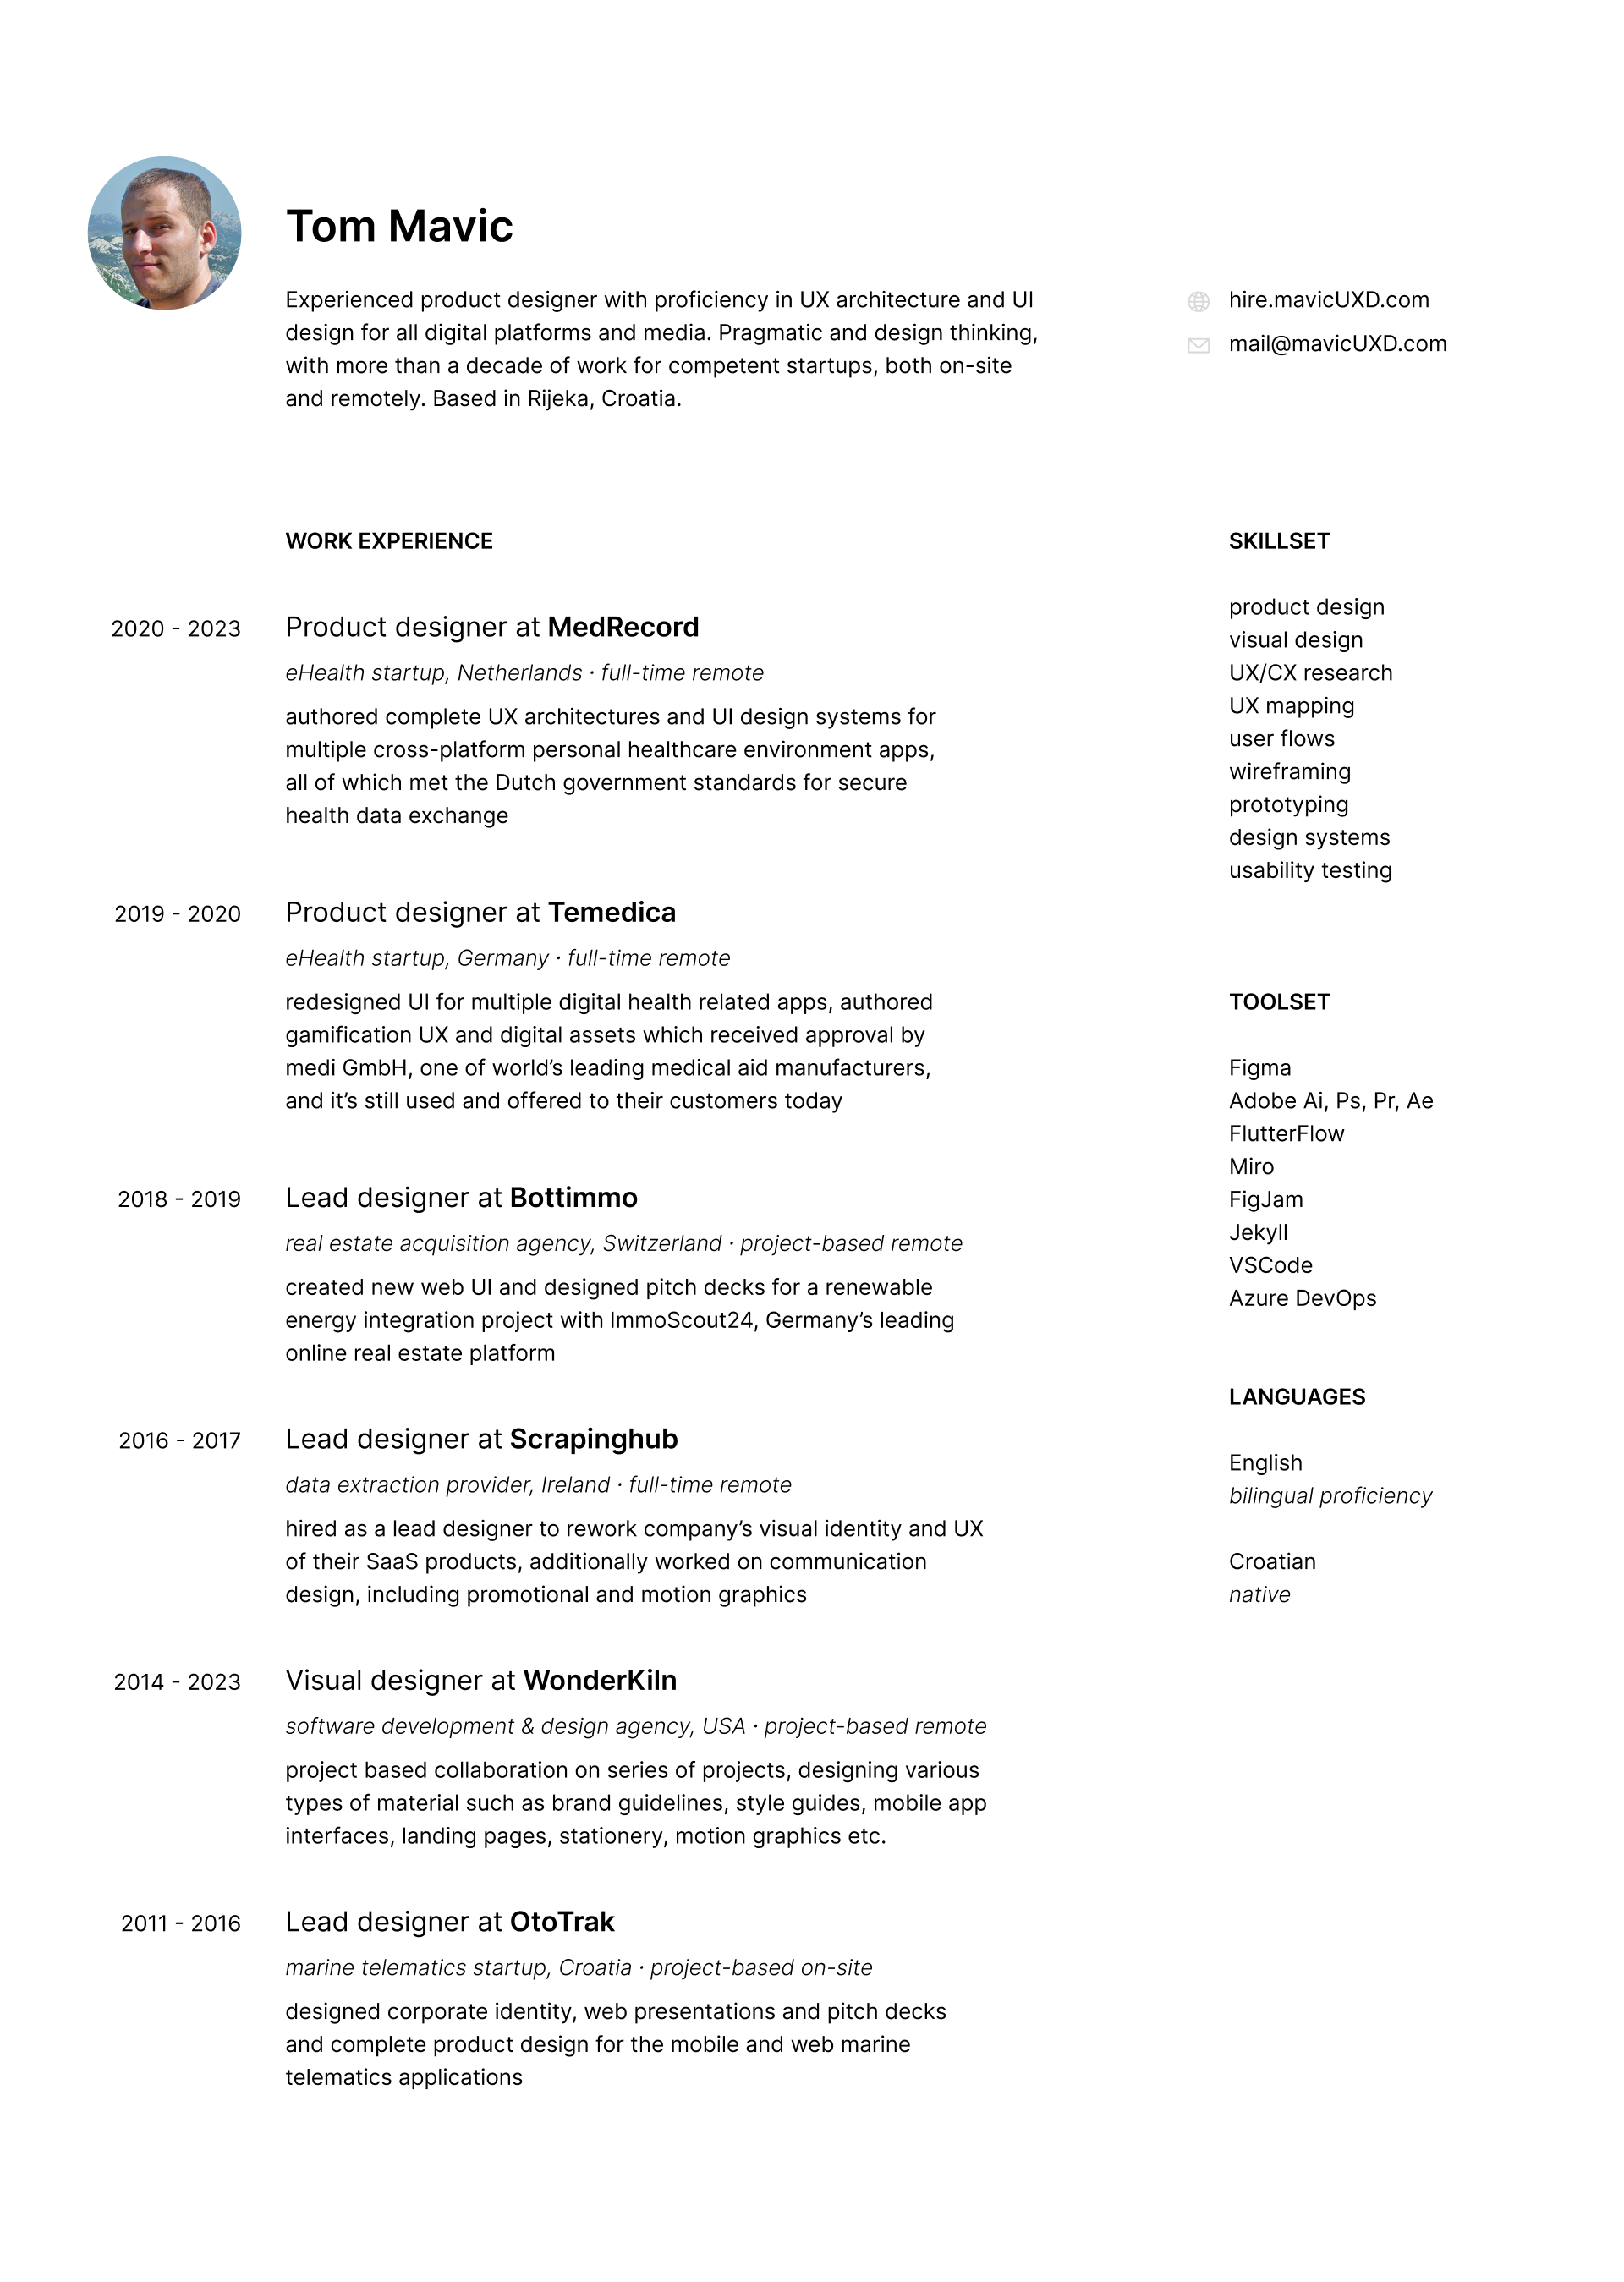 Tom Mavic
Experienced product designer with proficiency in UX architecture and UI
design for all digital platforms and media. Pragmatic and design thinking,
with more than a decade of work for competent startups, both on-site
and remotely. Based in Rijeka, Croatia.
hire.mavicUXD.com
mail@mavicUXD.com
WORK EXPERIENCE
2020 - 2023
Product designer at MedRecord
eHealth startup, Netherlands · full-time remote
authored complete UX architectures and UI design systems for
multiple cross-platform personal healthcare environment apps,
all of which met the Dutch government standards for secure
health data exchange
2019 - 2020
Product designer at Temedica
eHealth startup, Germany · full-time remote
redesigned UI for multiple digital health related apps, authored
gamification UX and digital assets which received approval by
medi GmbH, one of world’s leading medical aid manufacturers,
and it’s still used and offered to their customers today
2018 - 2019
Lead designer at Bottimmo
real estate acquisition agency, Switzerland · project-based remote
created new web UI and designed pitch decks for a renewable
energy integration project with ImmoScout24, Germany’s leading
online real estate platform
2016 - 2017
Lead designer at Scrapinghub
data extraction provider, Ireland · full-time remote
hired as a lead designer to rework company’s visual identity and UX
of their SaaS products, additionally worked on communication
design, including promotional and motion graphics
2014 - 2023
Visual designer at WonderKiln
software development & design agency, USA · project-based remote
project based collaboration on series of projects, designing various
types of material such as brand guidelines, style guides, mobile app
interfaces, landing pages, stationery, motion graphics etc.
2011 - 2016
Lead designer at OtoTrak
marine telematics startup, Croatia · project-based on-site
designed corporate identity, web presentations and pitch decks
and complete product design for the mobile and web marine
telematics applications
SKILLSET
product design
visual design
UX/CX research
UX mapping
user flows
wireframing
prototyping
design systems
usability testing
TOOLSET
Figma
Adobe Ai, Ps, Pr, Ae
FlutterFlow
Miro
FigJam
Jekyll
VSCode
Azure DevOps
LANGUAGES
English
bilingual proficiency
Croatian
native